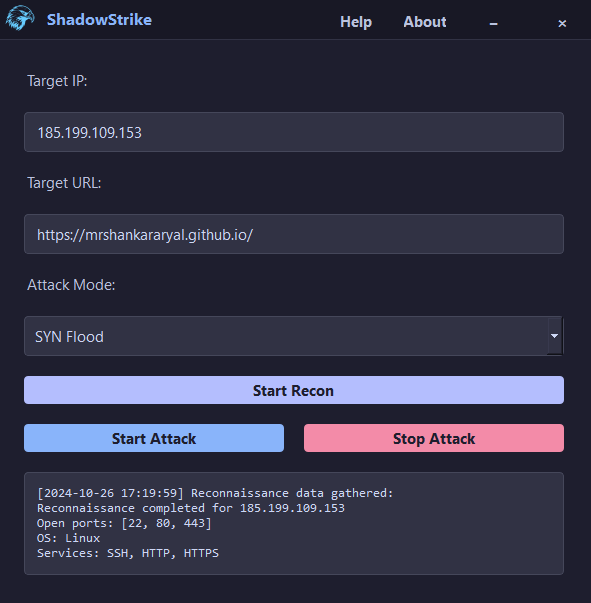 ShadowStrike
Help
About
Target IP:
185.199.109.153
Target URL:
https://mrshankararyal.github.io/
Attack Mode:
SYN Flood
Start Recon
Start Attack
Stop Attack
[2024-10-26 17:19:59] Reconnaissance data gathered:
Reconnaissance completed for 185.199.109.153
Open ports: [22, 80, 443]
OS: Linux
Services: SSH, HTTP, HTTPS